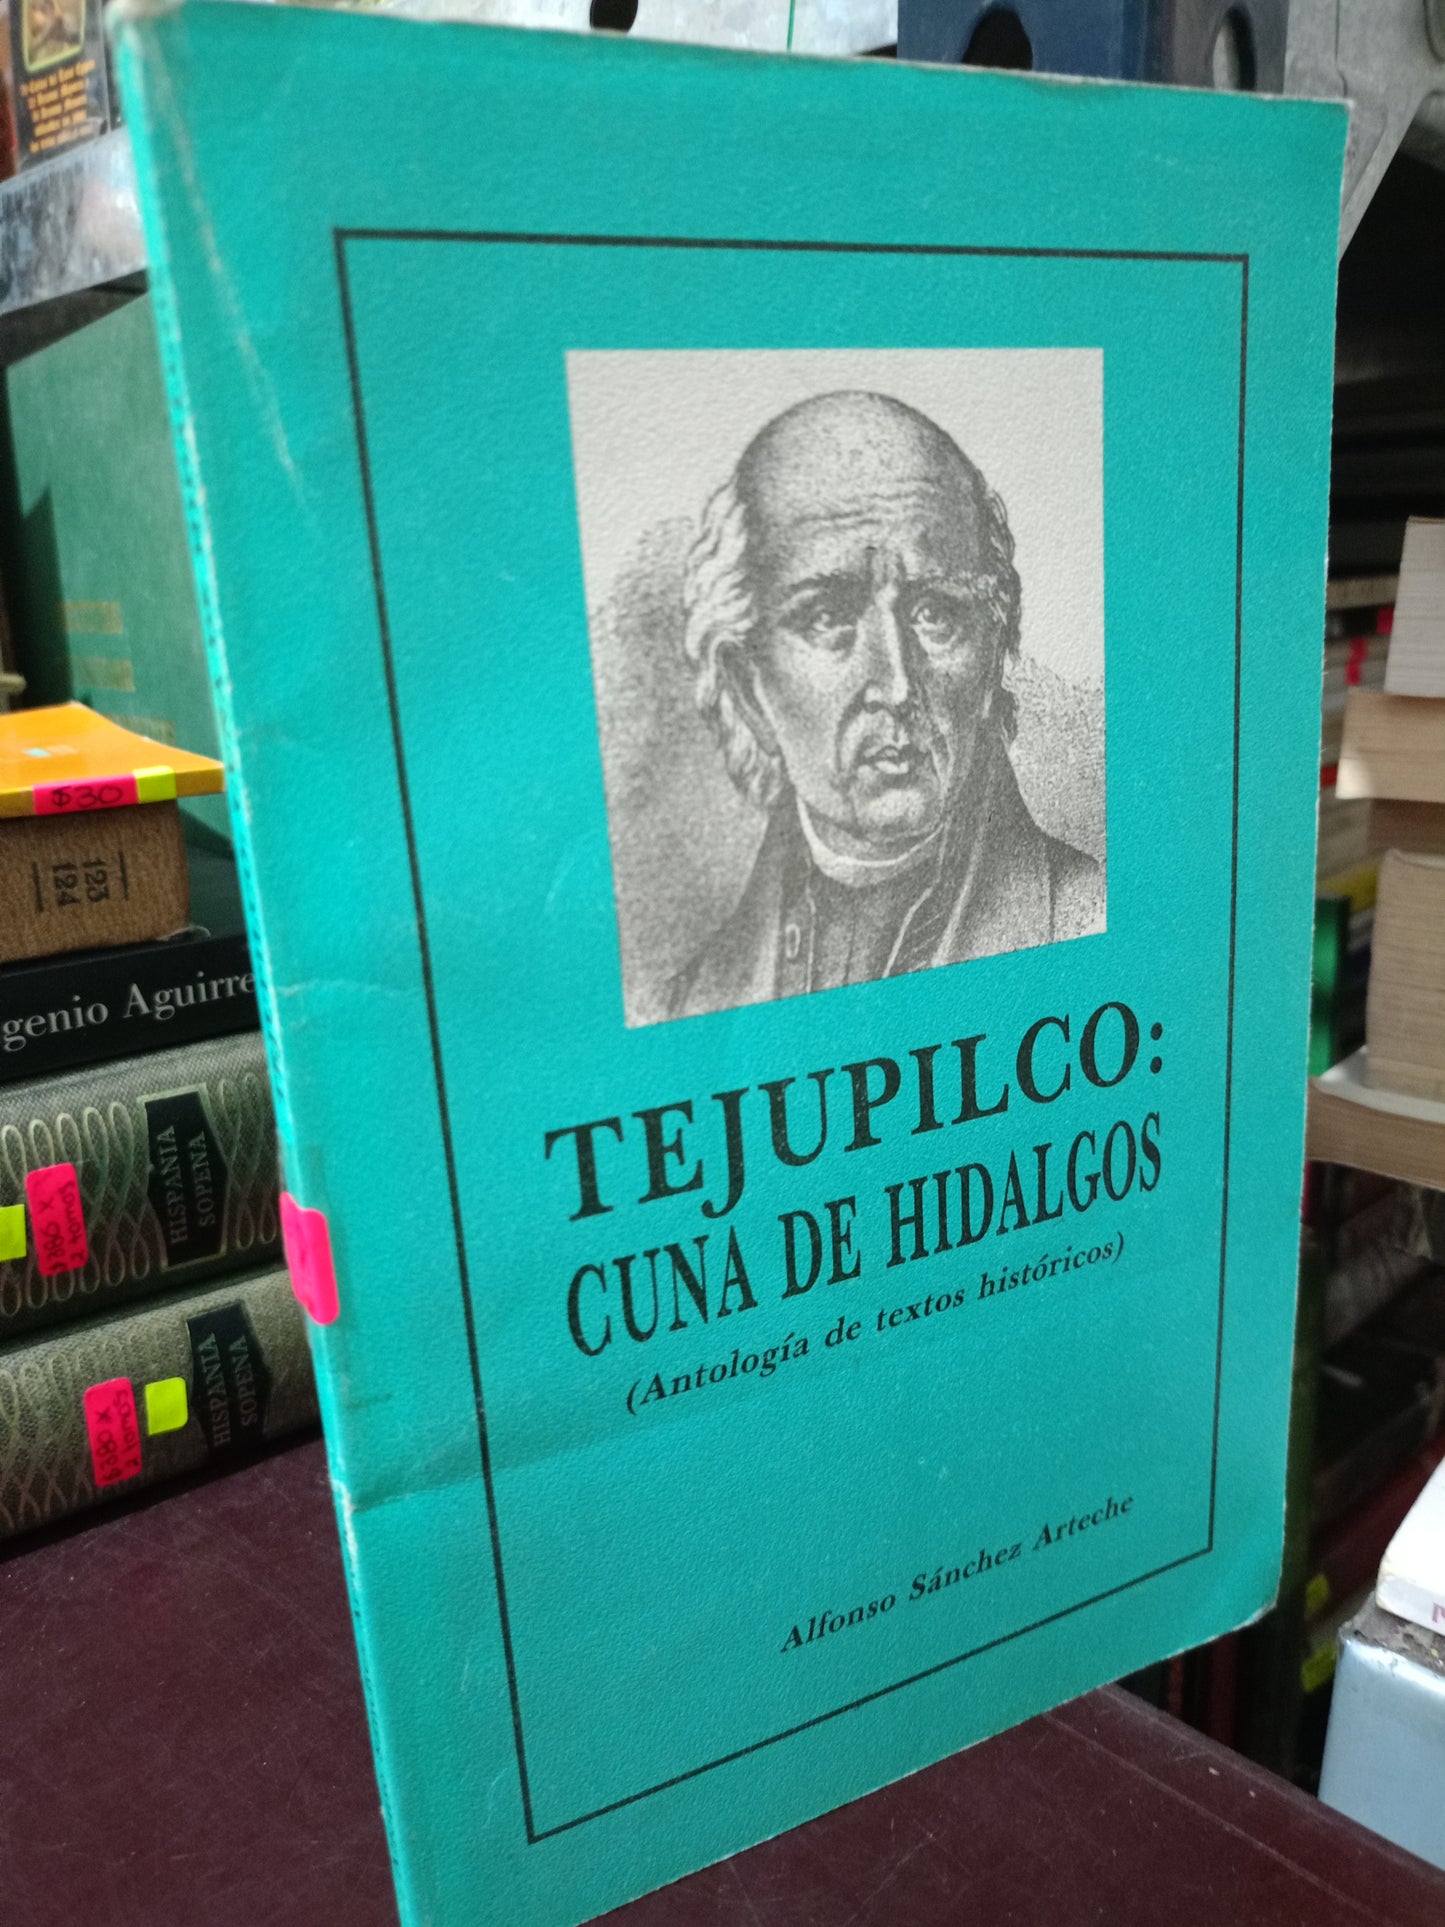 TEJUPILCO:
CUNA DE HIDALGOS
(Antología de textos históricos)
Alfonso Sánchez Arteche
$30
123
124
genio Aguirre
HISPANIA
SOPENA
HISPANIA
SOPENA